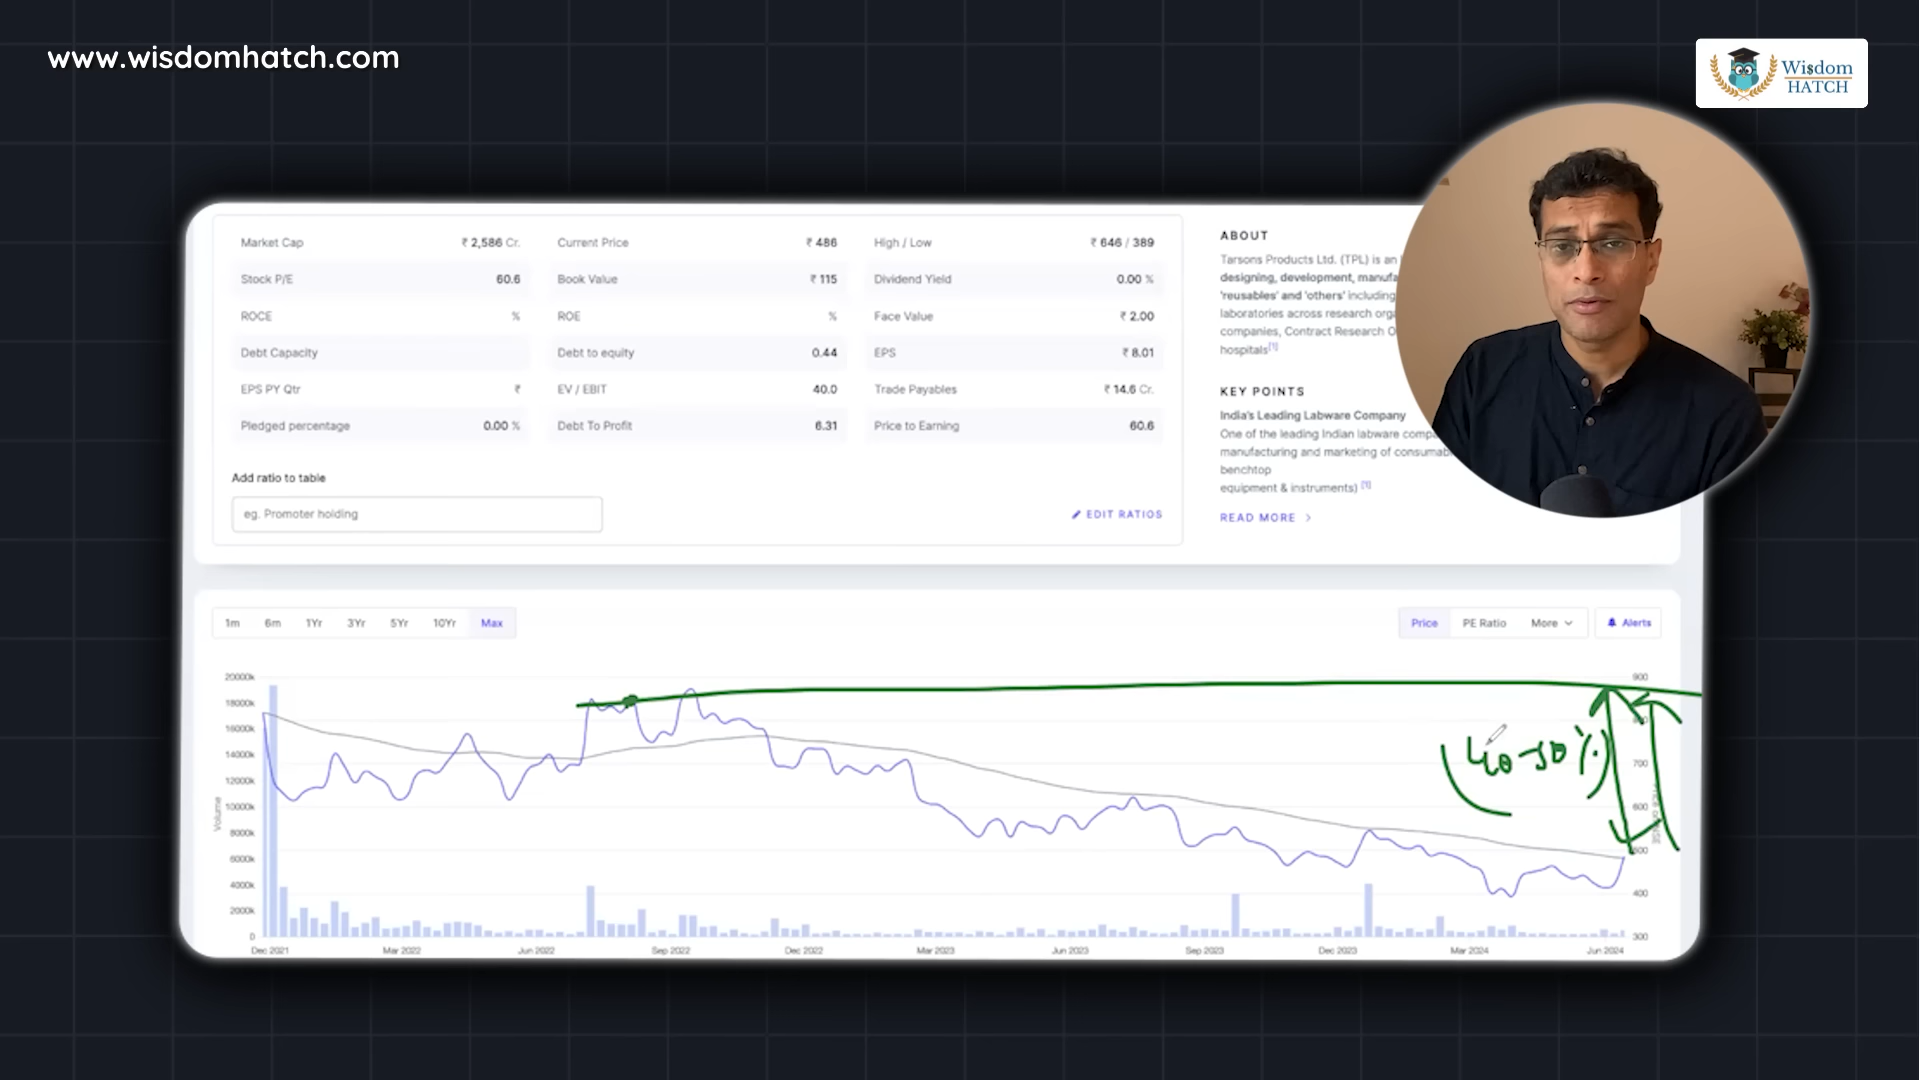 www.wisdomhatch.com
Wi$dom
HATCH
Market Cap ₹ 2,586 Cr. Current Price ₹ 486 High / Low ₹ 646 / 389
Stock P/E 60.6 Book Value ₹ 115 Dividend Yield 0.00 %
ROCE % ROE % Face Value ₹ 2.00
Debt Capacity Debt to equity 0.44 EPS ₹ 8.01
EPS PY Qtr ₹ EV / EBIT 40.0 Trade Payables ₹ 14.6 Cr.
Pledged percentage 0.00 % Debt To Profit 6.31 Price to Earning 60.6
Add ratio to table
eg. Promoter holding
EDIT RATIOS
ABOUT
Tarsons Products Ltd. (TPL) is an
designing, development, manufa
'reusables' and 'others' including
laboratories across research orga
companies, Contract Research O
hospitals[1]
KEY POINTS
India's Leading Labware Company
One of the leading Indian labware comp
manufacturing and marketing of consumab
benchtop
equipment & instruments) [1]
READ MORE >
1m 6m 1Yr 3Yr 5Yr 10Yr Max
Price PE Ratio More Alerts
20000k
18000k
16000k
14000k
12000k
10000k
8000k
6000k
4000k
2000k
0
Volume
900
700
600
500
400
300
40-50%
Dec 2021 Mar 2022 Jun 2022 Sep 2022 Dec 2022 Mar 2023 Jun 2023 Sep 2023 Dec 2023 Mar 2024 Jun 2024